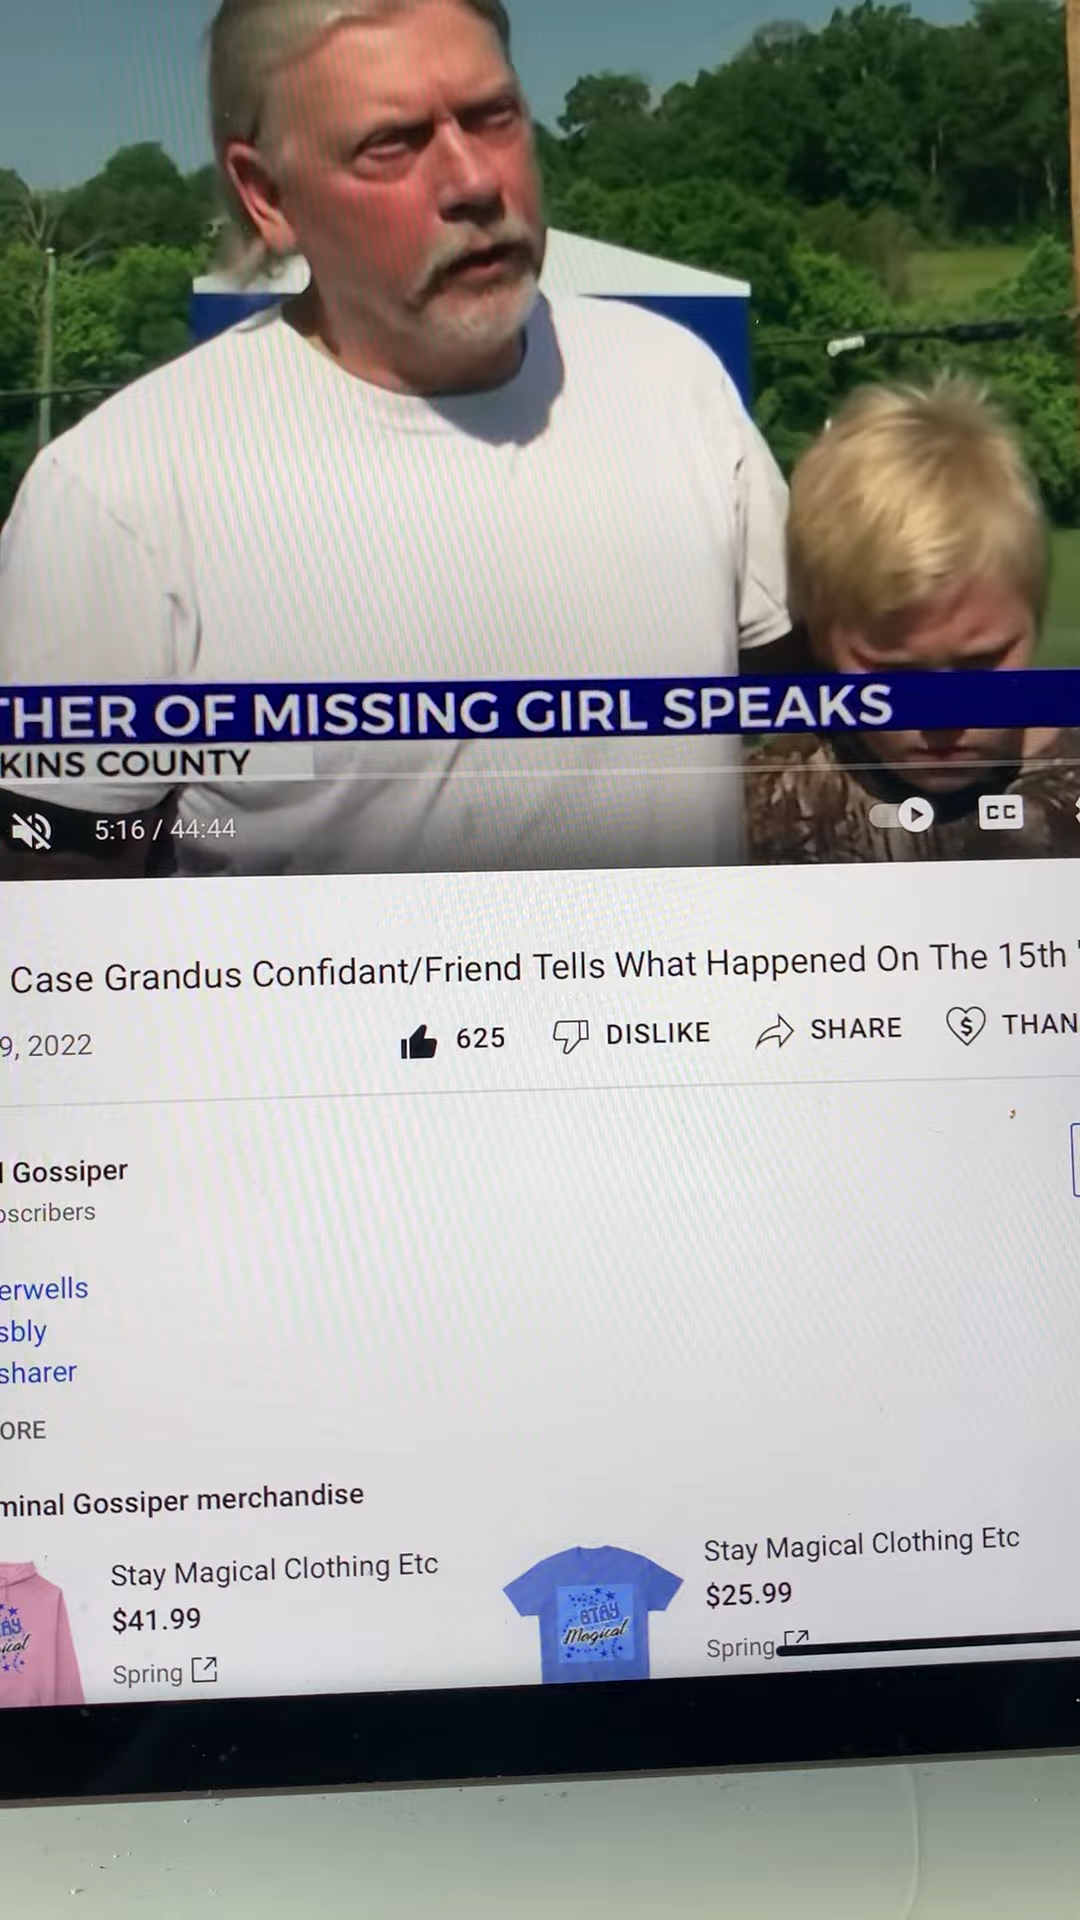 THER OF MISSING GIRL SPEAKS
KINS COUNTY
5:16 / 44:44
CC
Case Grandus Confidant/Friend Tells What Happened On The 15th
9, 2022
625 DISLIKE SHARE THAN
l Gossiper
bscribers
erwells
sbly
sharer
ORE
minal Gossiper merchandise
Stay Magical Clothing Etc
$41.99
Spring
STAY
Magical
Stay Magical Clothing Etc
$25.99
Spring